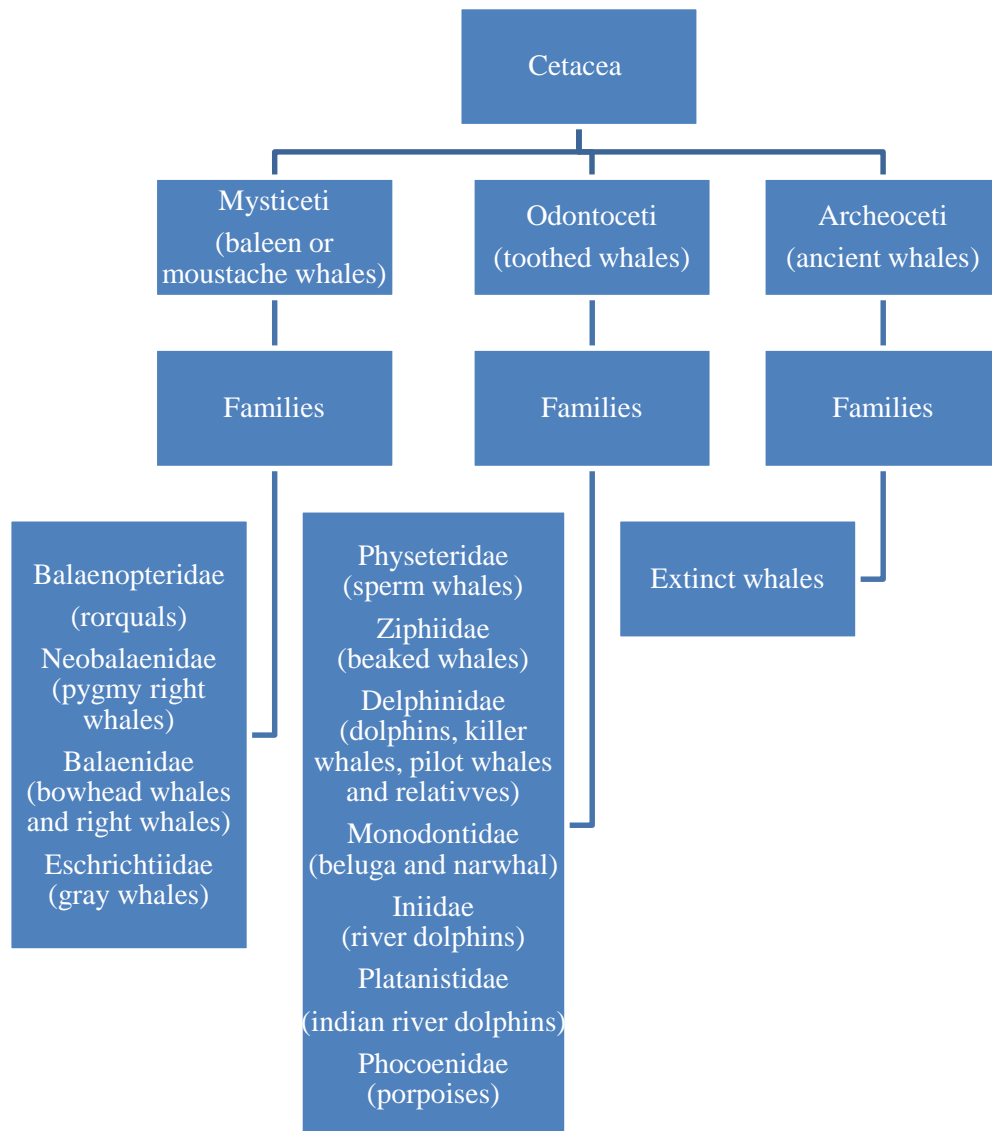 Cetacea
Mysticeti
(baleen or
moustache whales)
Odontoceti
(toothed whales)
Archeoceti
(ancient whales)
Families
Families
Families
Balaenopteridae
(rorquals)
Neobalaenidae
(pygmy right
whales)
Balaenidae
(bowhead whales
and right whales)
Eschrichtiidae
(gray whales)
Physeteridae
(sperm whales)
Ziphiidae
(beaked whales)
Delphinidae
(dolphins, killer
whales, pilot whales
and relativves)
Monodontidae
(beluga and narwhal)
Iniidae
(river dolphins)
Platanistidae
(indian river dolphins)
Phocoenidae
(porpoises)
Extinct whales